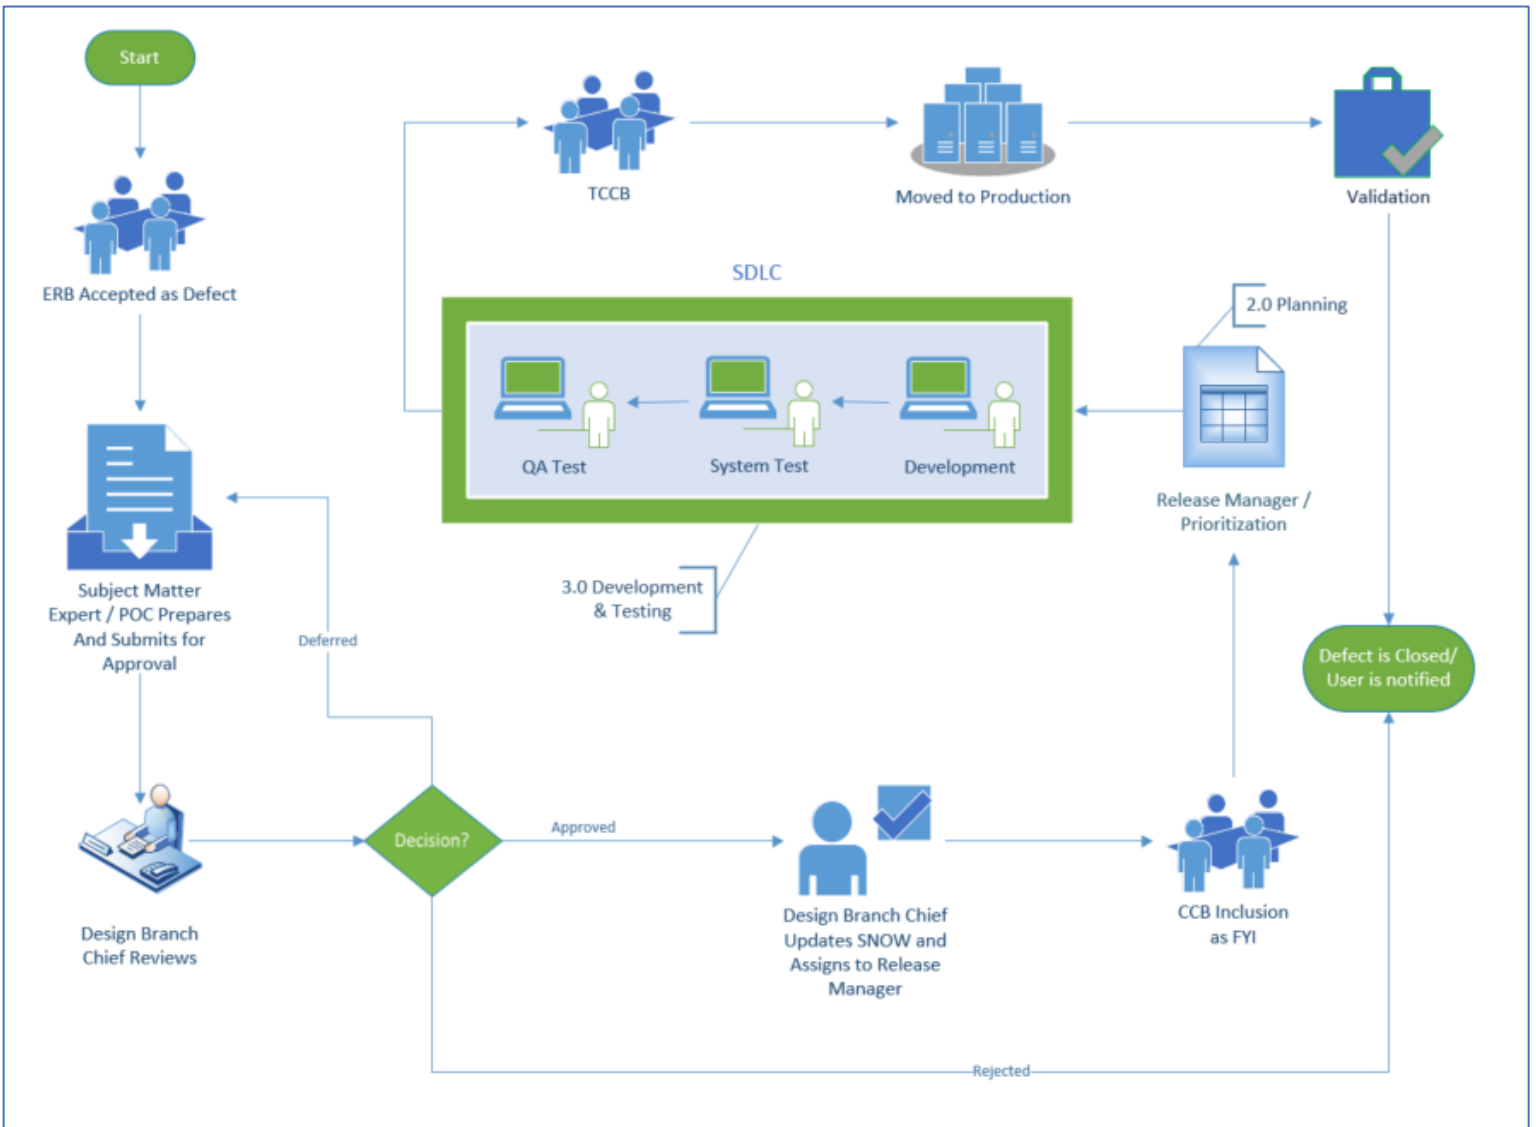 Start
TCCB
Moved to Production
Validation
ERB Accepted as Defect
SDLC
2.0 Planning
QA Test
System Test
Development
Release Manager /
Prioritization
Subject Matter
Expert / POC Prepares
And Submits for
Approval
3.0 Development
& Testing
Deferred
Defect is Closed/
User is notified
Decision?
Approved
Design Branch
Chief Reviews
Design Branch Chief
Updates SNOW and
Assigns to Release
Manager
CCB Inclusion
as FYI
Rejected